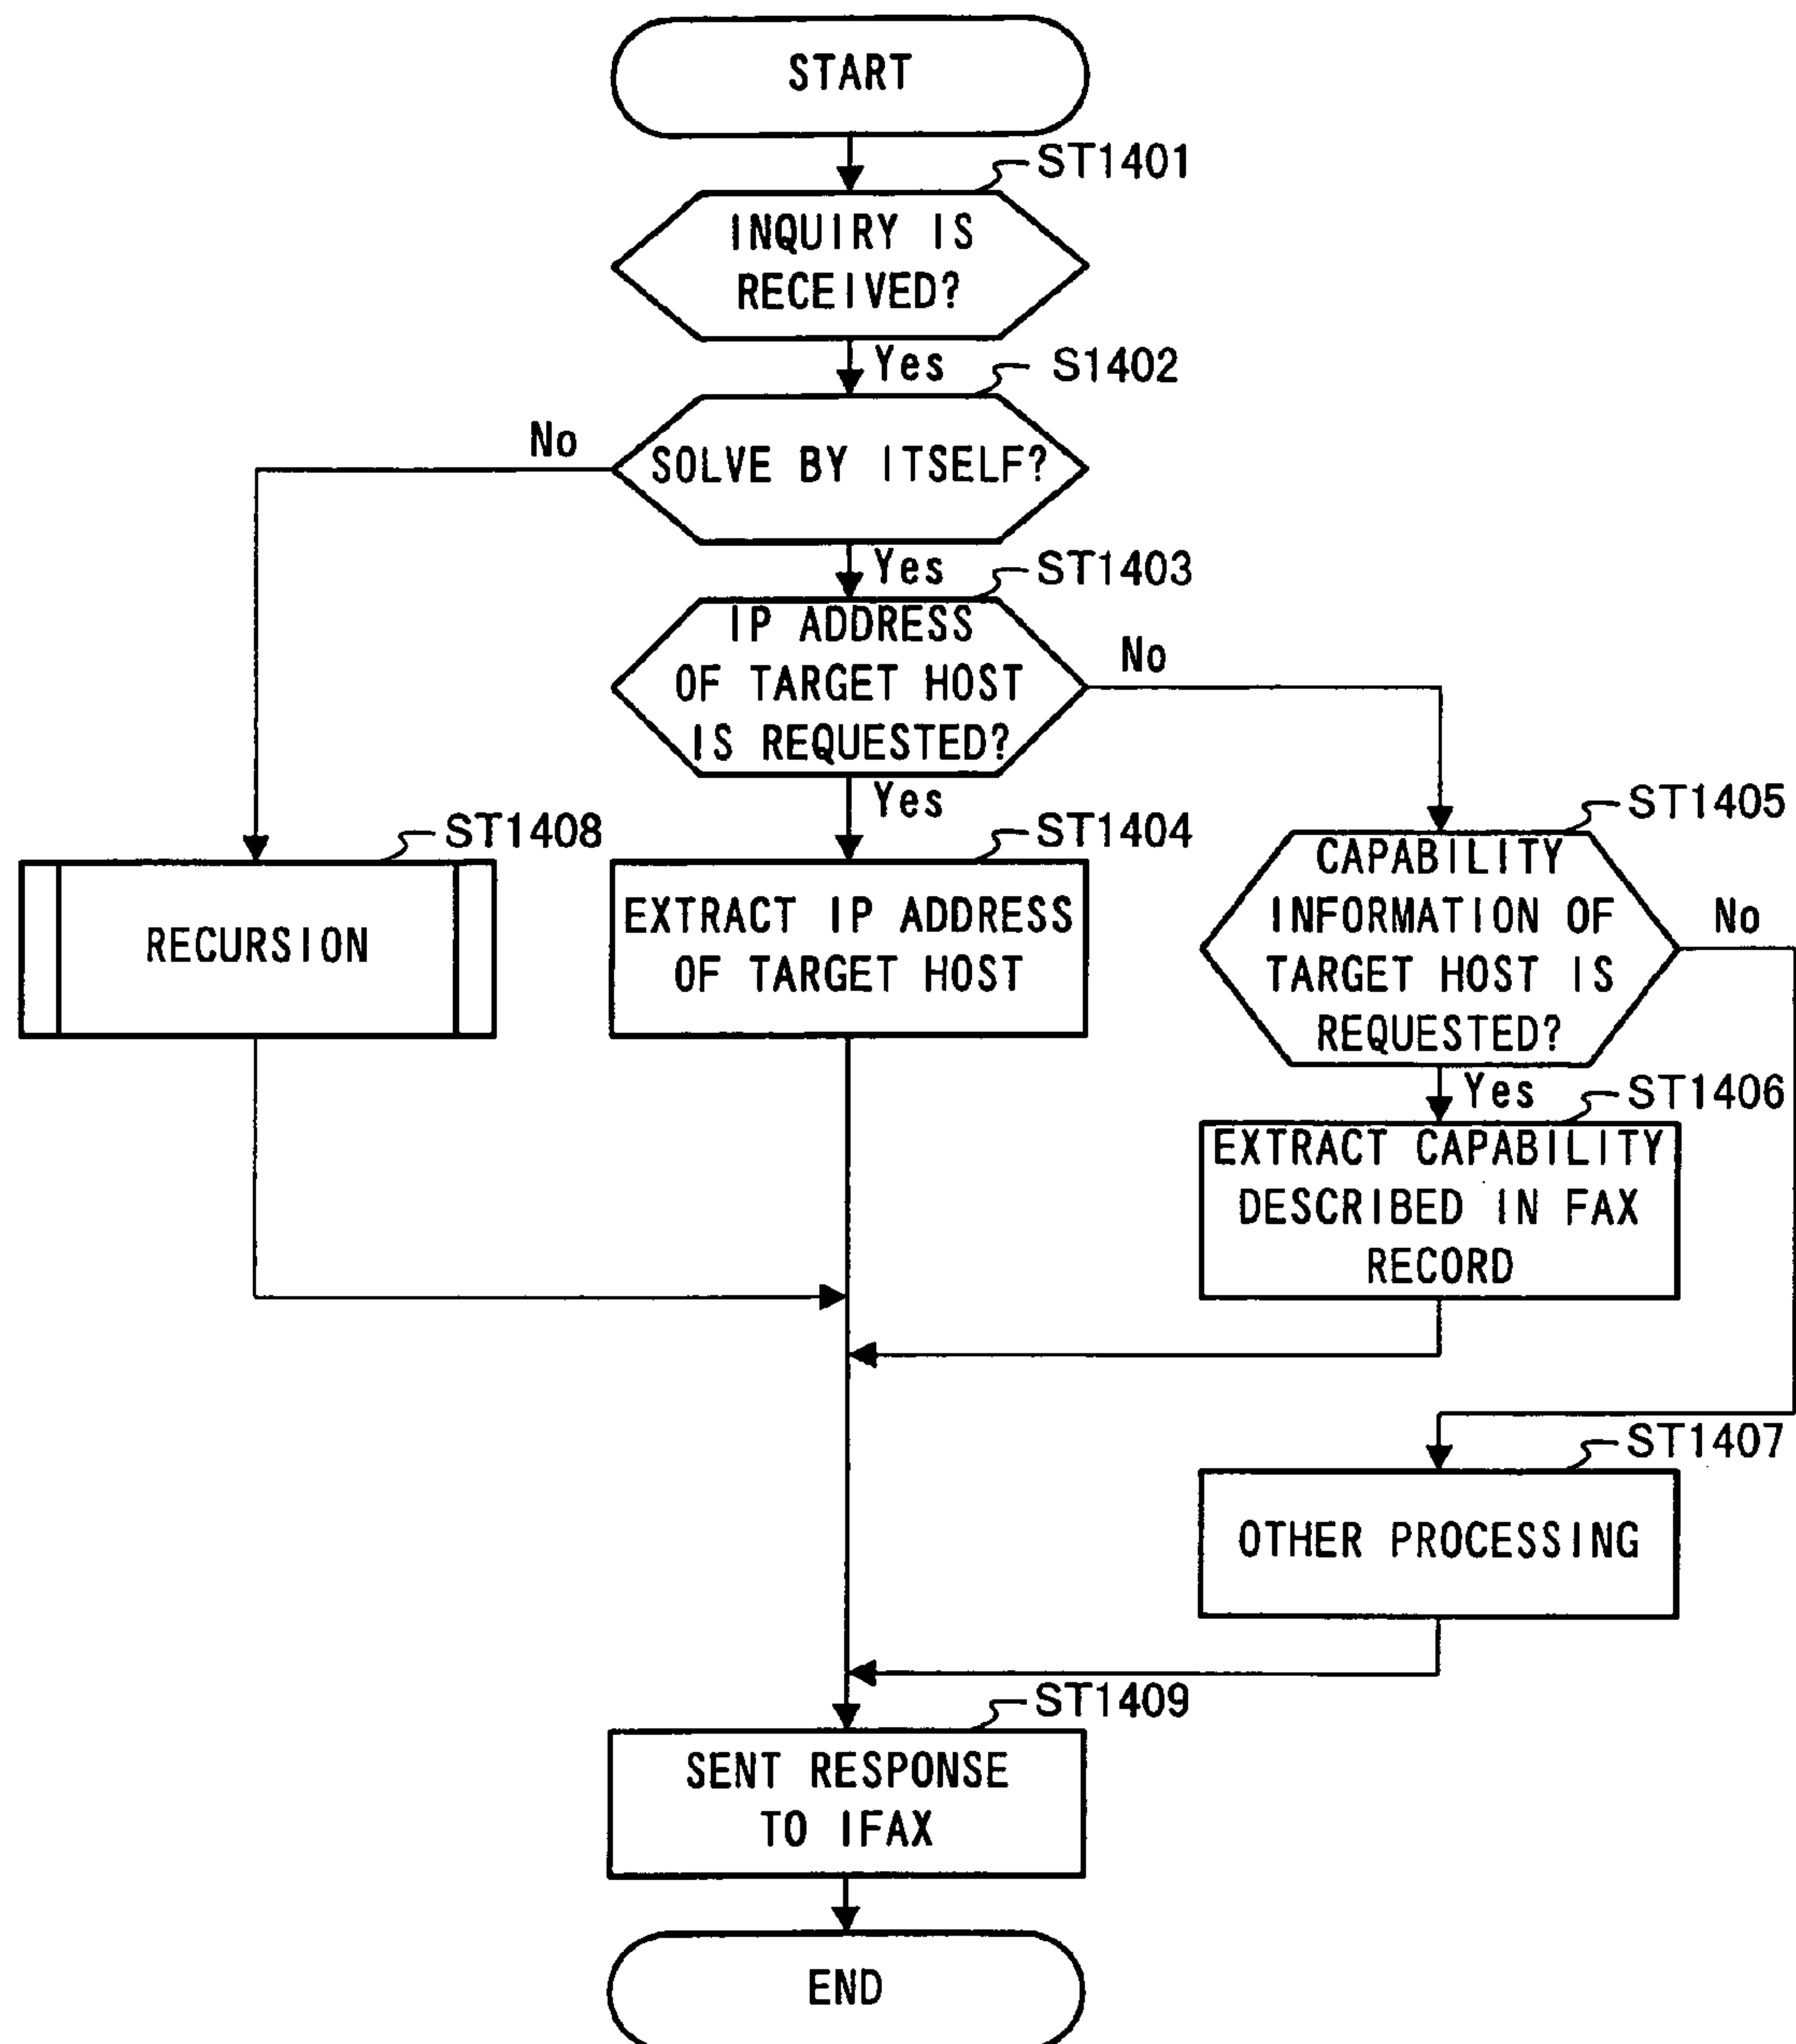 START
ST1401
INQUIRY IS
RECEIVED?
Yes
S1402
No
SOLVE BY ITSELF?
Yes
ST1403
IP ADDRESS
OF TARGET HOST
IS REQUESTED?
No
Yes
ST1408
RECURSION
ST1404
EXTRACT IP ADDRESS
OF TARGET HOST
ST1405
CAPABILITY
INFORMATION OF
TARGET HOST IS
REQUESTED?
No
Yes
ST1406
EXTRACT CAPABILITY
DESCRIBED IN FAX
RECORD
ST1407
OTHER PROCESSING
ST1409
SENT RESPONSE
TO IFAX
END